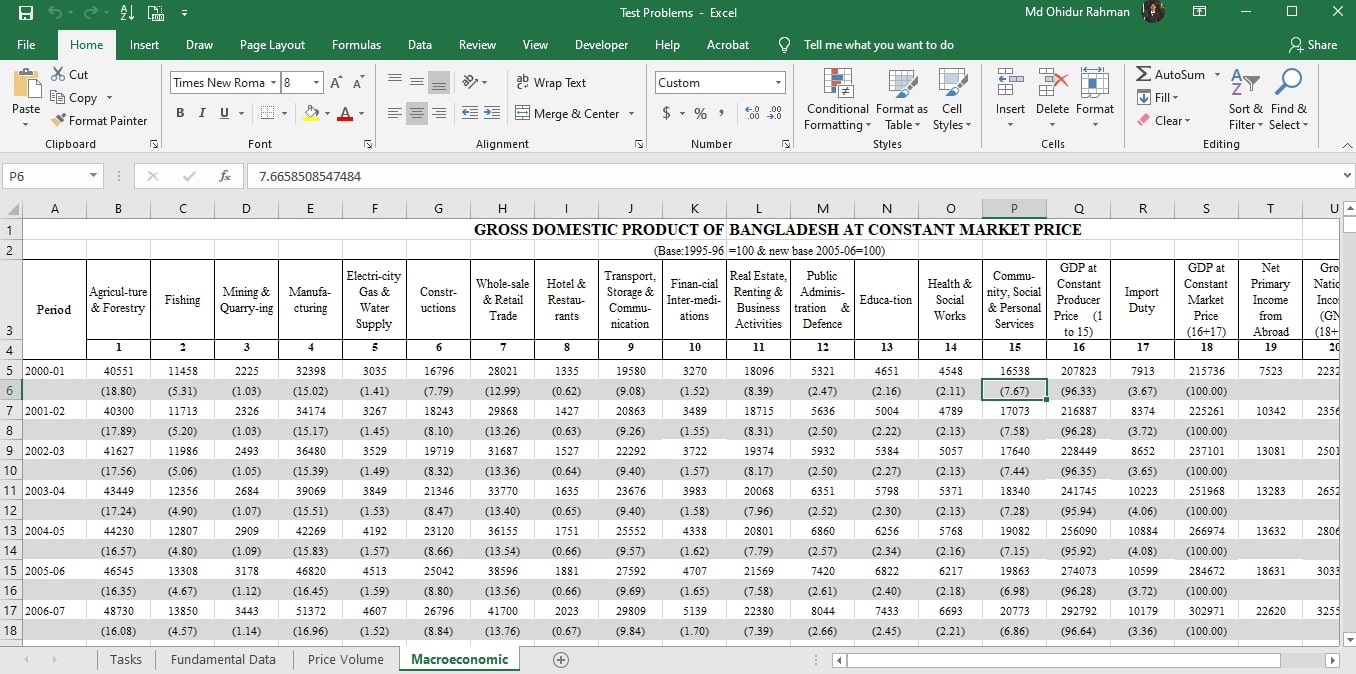 Test Problems - Excel
Md Ohidur Rahman
File Home Insert Draw Page Layout Formulas Data Review View Developer Help Acrobat Tell me what you want to do Share
Paste
Cut
Copy
Format Painter
Clipboard
Times New Roma 8
B I U
Font
Wrap Text
Merge & Center
Alignment
Custom
$ % ,
Number
Conditional Formatting
Format as Table
Cell Styles
Styles
Insert Delete Format
Cells
AutoSum
Fill
Clear
Sort & Filter
Find & Select
Editing
P6 fx 7.6658508547484
A B C D E F G H I J K L M N O P Q R S T U
1 GROSS DOMESTIC PRODUCT OF BANGLADESH AT CONSTANT MARKET PRICE
2 (Base:1995-96 =100 & new base 2005-06=100)
3 Period
Agricul-ture & Forestry
Fishing
Mining & Quarry-ing
Manufa-cturing
Electri-city Gas & Water Supply
Constr-uctions
Whole-sale & Retail Trade
Hotel & Restau-rants
Transport, Storage & Commu-nication
Finan-cial Inter-medi-ations
Real Estate, Renting & Business Activities
Public Adminis-tration & Defence
Educa-tion
Health & Social Works
Commu-nity, Social & Personal Services
GDP at Constant Producer Price (1 to 15)
Import Duty
GDP at Constant Market Price (16+17)
Net Primary Income from Abroad
Gro Natic Inco (GN (18+
4 1 2 3 4 5 6 7 8 9 10 11 12 13 14 15 16 17 18 19 20
5 2000-01 40551 11458 2225 32398 3035 16796 28021 1335 19580 3270 18096 5321 4651 4548 16538 207823 7913 215736 7523 2232
6 (18.80) (5.31) (1.03) (15.02) (1.41) (7.79) (12.99) (0.62) (9.08) (1.52) (8.39) (2.47) (2.16) (2.11) (7.67) (96.33) (3.67) (100.00)
7 2001-02 40300 11713 2326 34174 3267 18243 29868 1427 20863 3489 18715 5636 5004 4789 17073 216887 8374 225261 10342 2356
8 (17.89) (5.20) (1.03) (15.17) (1.45) (8.10) (13.26) (0.63) (9.26) (1.55) (8.31) (2.50) (2.22) (2.13) (7.58) (96.28) (3.72) (100.00)
9 2002-03 41627 11986 2493 36480 3529 19719 31687 1527 22292 3722 19374 5932 5384 5057 17640 228449 8652 237101 13081 2501
10 (17.56) (5.06) (1.05) (15.39) (1.49) (8.32) (13.36) (0.64) (9.40) (1.57) (8.17) (2.50) (2.27) (2.13) (7.44) (96.35) (3.65) (100.00)
11 2003-04 43449 12356 2684 39069 3849 21346 33770 1635 23676 3983 20068 6351 5798 5371 18340 241745 10223 251968 13283 2652
12 (17.24) (4.90) (1.07) (15.51) (1.53) (8.47) (13.40) (0.65) (9.40) (1.58) (7.96) (2.52) (2.30) (2.13) (7.28) (95.94) (4.06) (100.00)
13 2004-05 44230 12807 2909 42269 4192 23120 36155 1751 25552 4338 20801 6860 6256 5768 19082 256090 10884 266974 13632 2806
14 (16.57) (4.80) (1.09) (15.83) (1.57) (8.66) (13.54) (0.66) (9.57) (1.62) (7.79) (2.57) (2.34) (2.16) (7.15) (95.92) (4.08) (100.00)
15 2005-06 46545 13308 3178 46820 4513 25042 38596 1881 27592 4707 21569 7420 6822 6217 19863 274073 10599 284672 18631 3033
16 (16.35) (4.67) (1.12) (16.45) (1.59) (8.80) (13.56) (0.66) (9.69) (1.65) (7.58) (2.61) (2.40) (2.18) (6.98) (96.28) (3.72) (100.00)
17 2006-07 48730 13850 3443 51372 4607 26796 41700 2023 29809 5139 22380 8044 7433 6693 20773 292792 10179 302971 22620 3255
18 (16.08) (4.57) (1.14) (16.96) (1.52) (8.84) (13.76) (0.67) (9.84) (1.70) (7.39) (2.66) (2.45) (2.21) (6.86) (96.64) (3.36) (100.00)
Tasks Fundamental Data Price Volume Macroeconomic